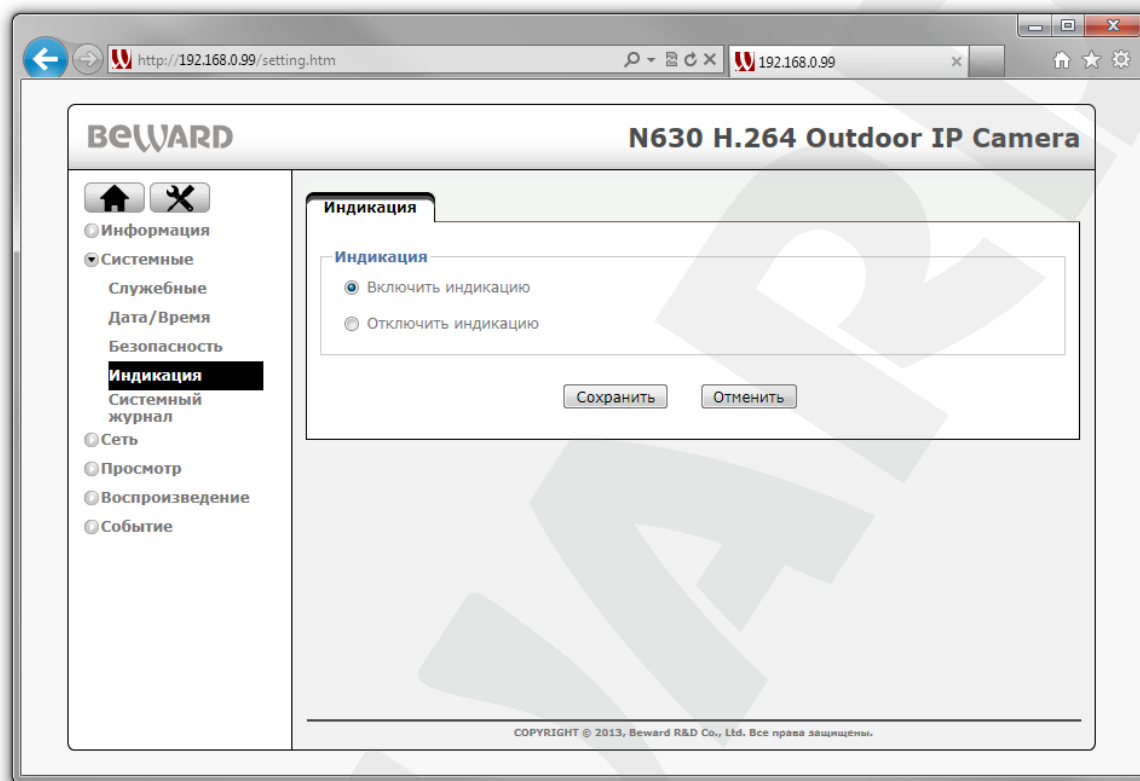 http://192.168.0.99/setting.htm
192.168.0.99
BEWARD
N630 H.264 Outdoor IP Camera
Информация
Системные
Служебные
Дата/Время
Безопасность
Индикация
Системный
журнал
Сеть
Просмотр
Воспроизведение
Событие
Индикация
Индикация
Включить индикацию
Отключить индикацию
Сохранить
Отменить
COPYRIGHT © 2013, Beward R&D Co., Ltd. Все права защищены.